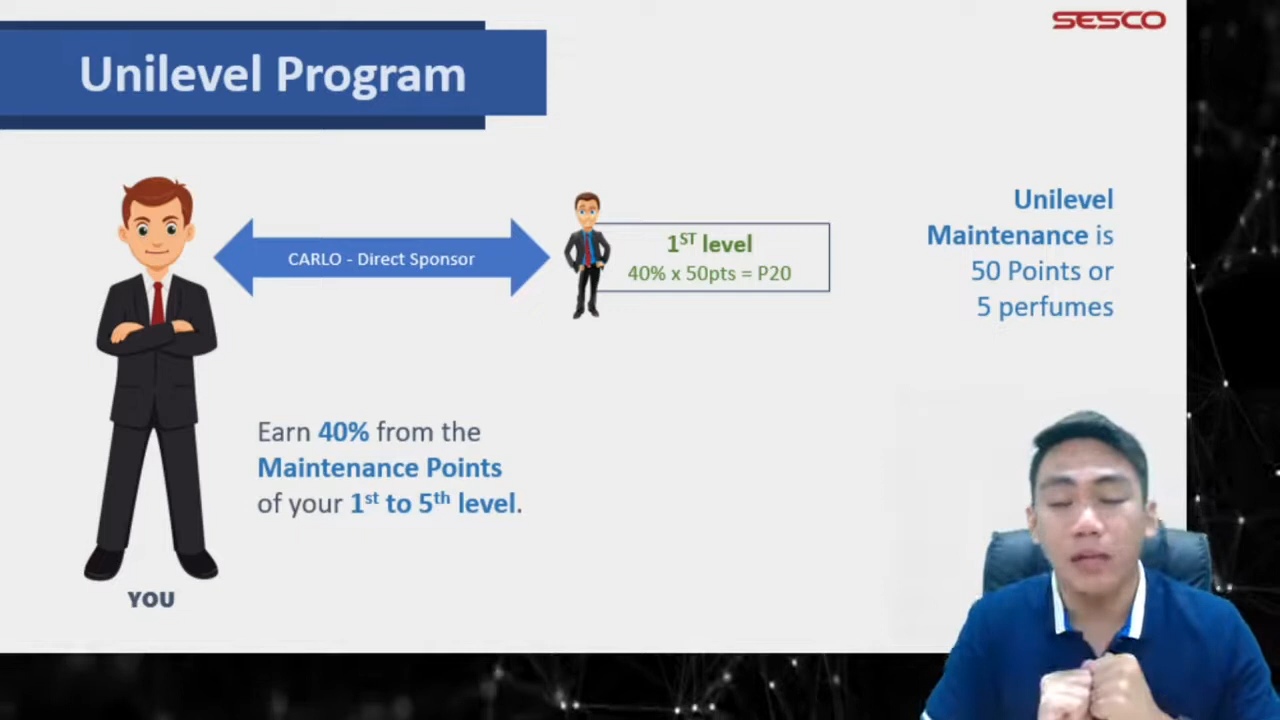 SESCO
Unilevel Program
CARLO - Direct Sponsor
1ST level
40% x 50pts = P20
Unilevel
Maintenance is
50 Points or
5 perfumes
Earn 40% from the
Maintenance Points
of your 1st to 5th level.
YOU